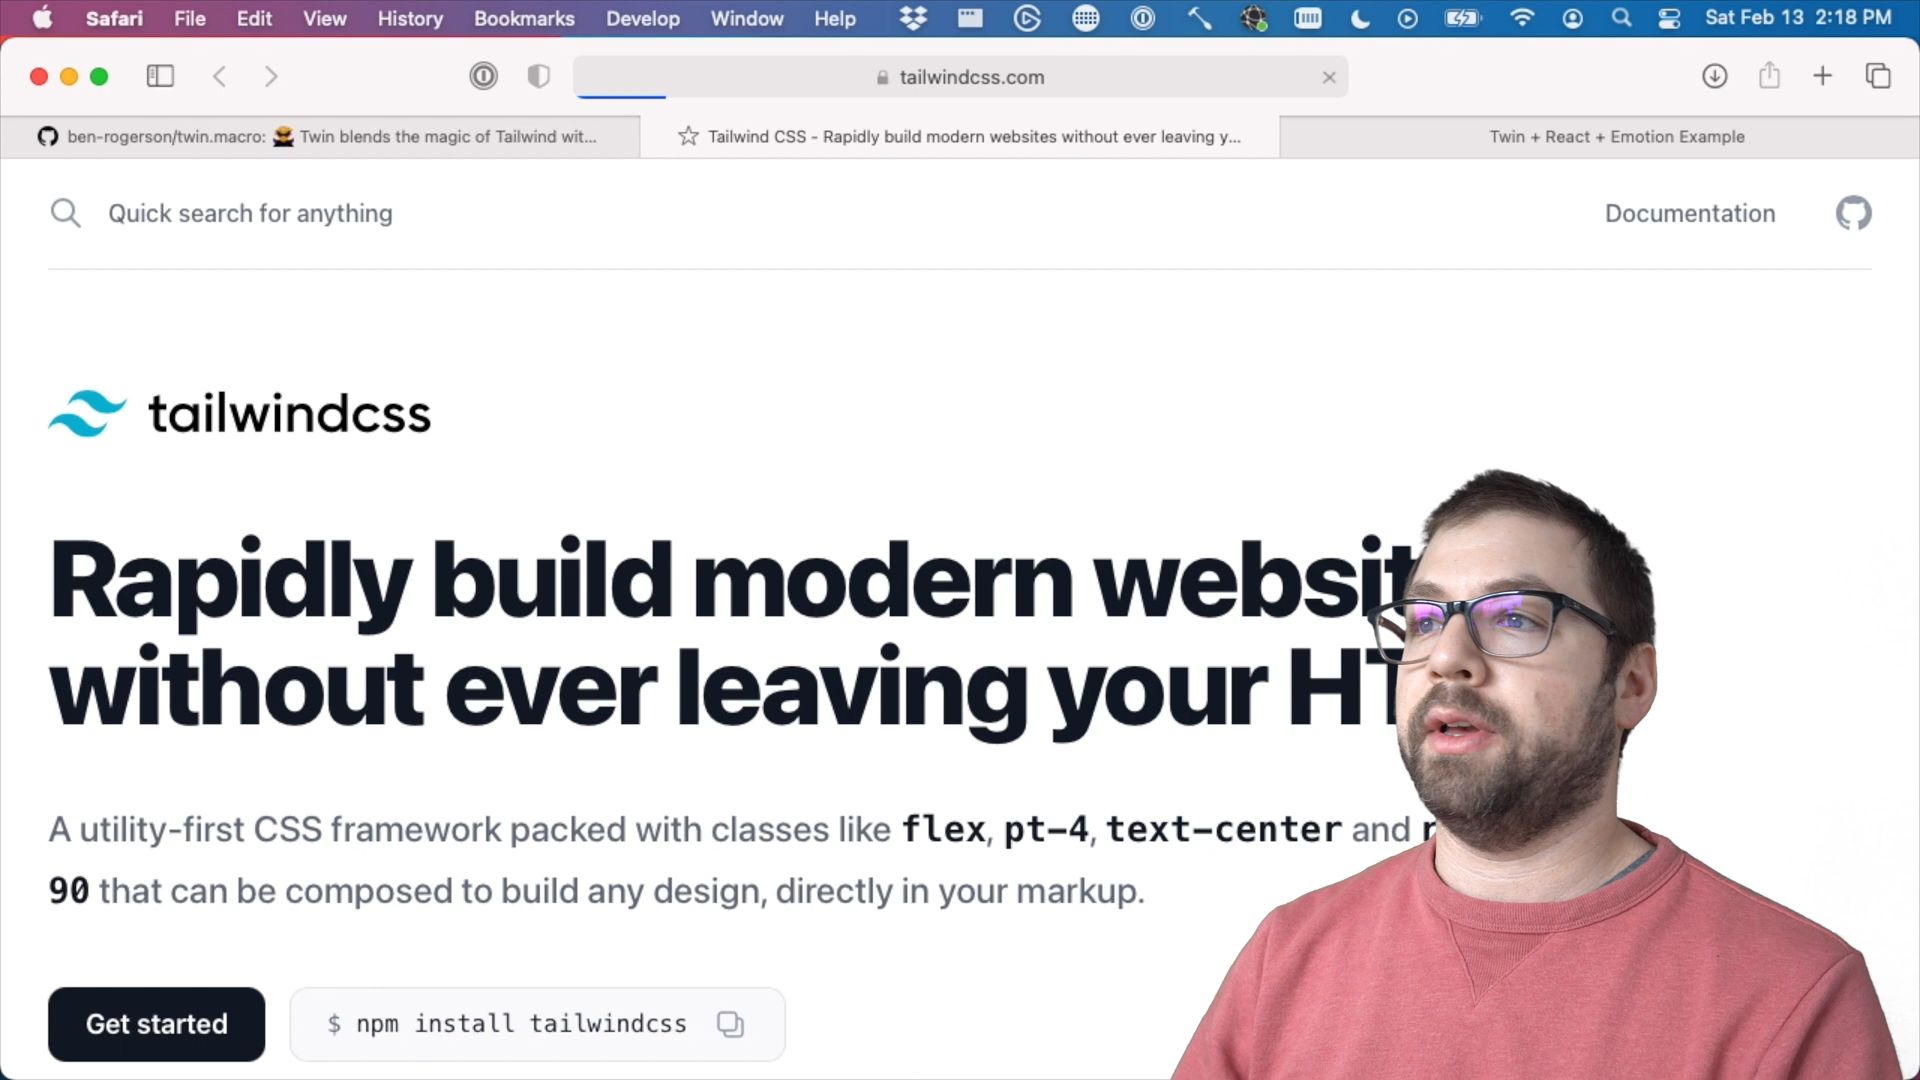 Safari File Edit View History Bookmarks Develop Window Help Sat Feb 13 2:18 PM
tailwindcss.com
ben-rogerson/twin.macro: Twin blends the magic of Tailwind wit... Tailwind CSS - Rapidly build modern websites without ever leaving y... Twin + React + Emotion Example
Quick search for anything Documentation
tailwindcss
Rapidly build modern websit
without ever leaving your HT
A utility-first CSS framework packed with classes like flex, pt-4, text-center and
90 that can be composed to build any design, directly in your markup.
Get started $ npm install tailwindcss